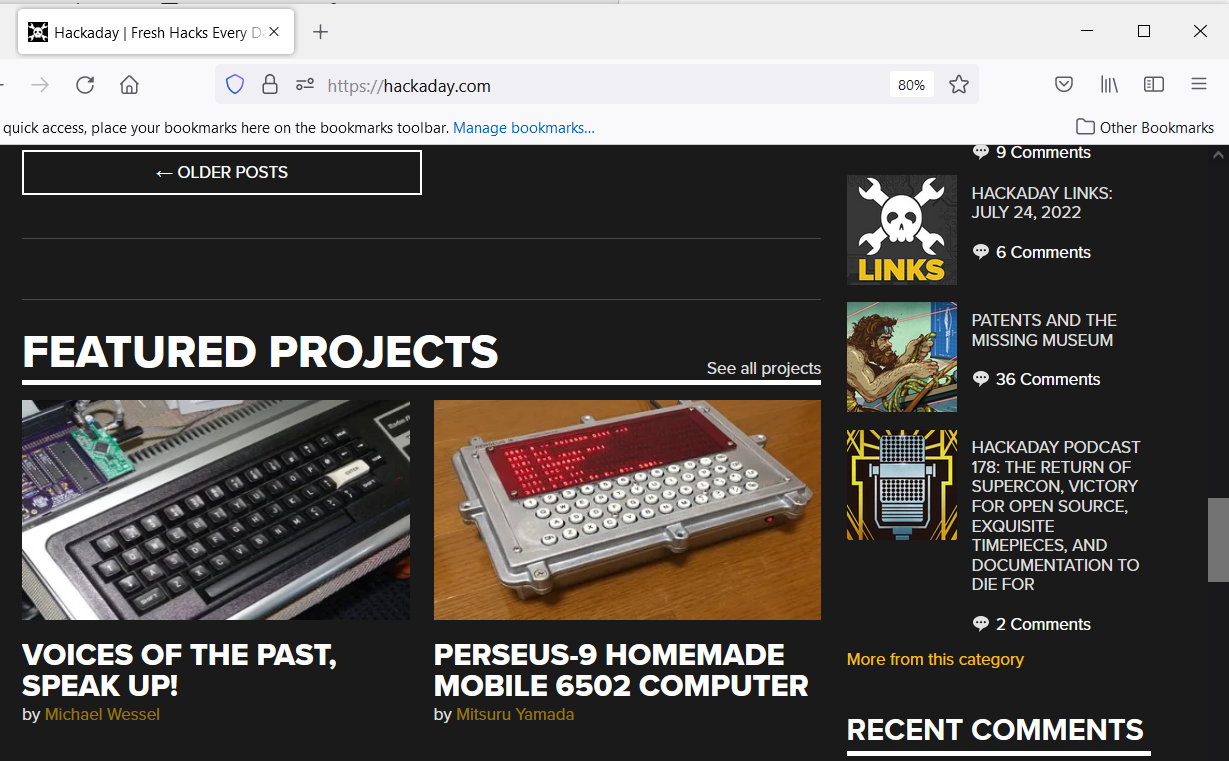 Hackaday | Fresh Hacks Every D
https://hackaday.com
80%
quick access, place your bookmarks here on the bookmarks toolbar. Manage bookmarks...
Other Bookmarks
← OLDER POSTS
FEATURED PROJECTS
See all projects
ENTER
SHIFT
SHIFT
VOICES OF THE PAST,
SPEAK UP!
by Michael Wessel
PERSEUS-9 HOMEMADE
MOBILE 6502 COMPUTER
by Mitsuru Yamada
9 Comments
LINKS
HACKADAY LINKS:
JULY 24, 2022
6 Comments
PATENTS AND THE
MISSING MUSEUM
36 Comments
HACKADAY PODCAST
178: THE RETURN OF
SUPERCON, VICTORY
FOR OPEN SOURCE,
EXQUISITE
TIMEPIECES, AND
DOCUMENTATION TO
DIE FOR
2 Comments
More from this category
RECENT COMMENTS